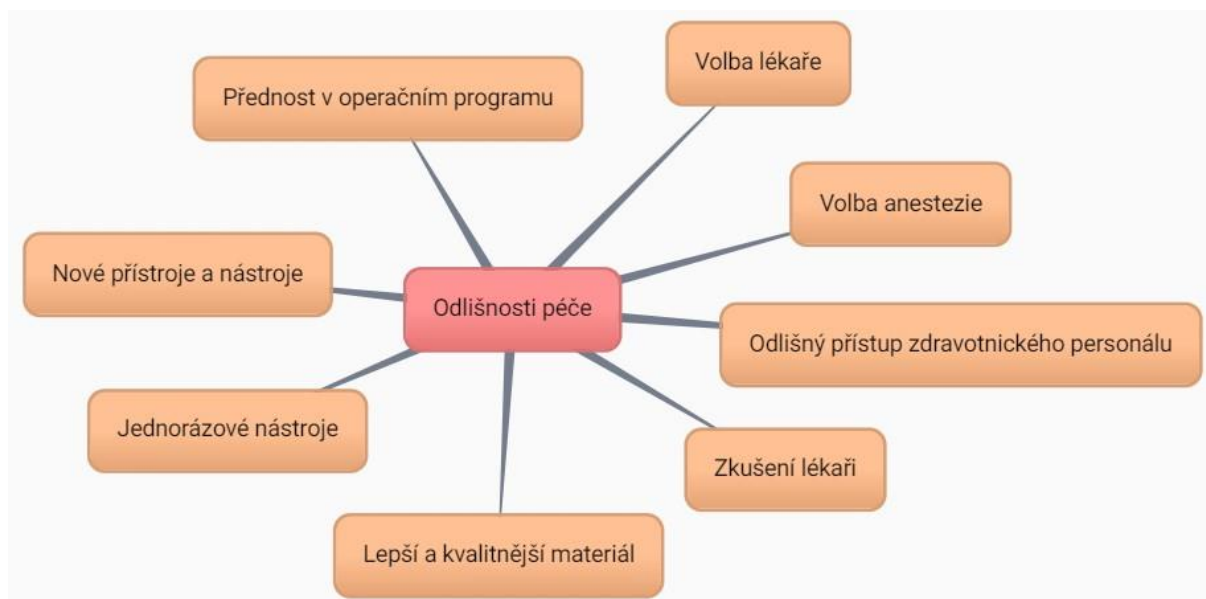 Volba lékaře
Přednost v operačním programu
Volba anestezie
Nové přístroje a nástroje
Odlišnosti péče
Odlišný přístup zdravotnického personálu
Jednorázové nástroje
Zkušení lékaři
Lepší a kvalitnější materiál